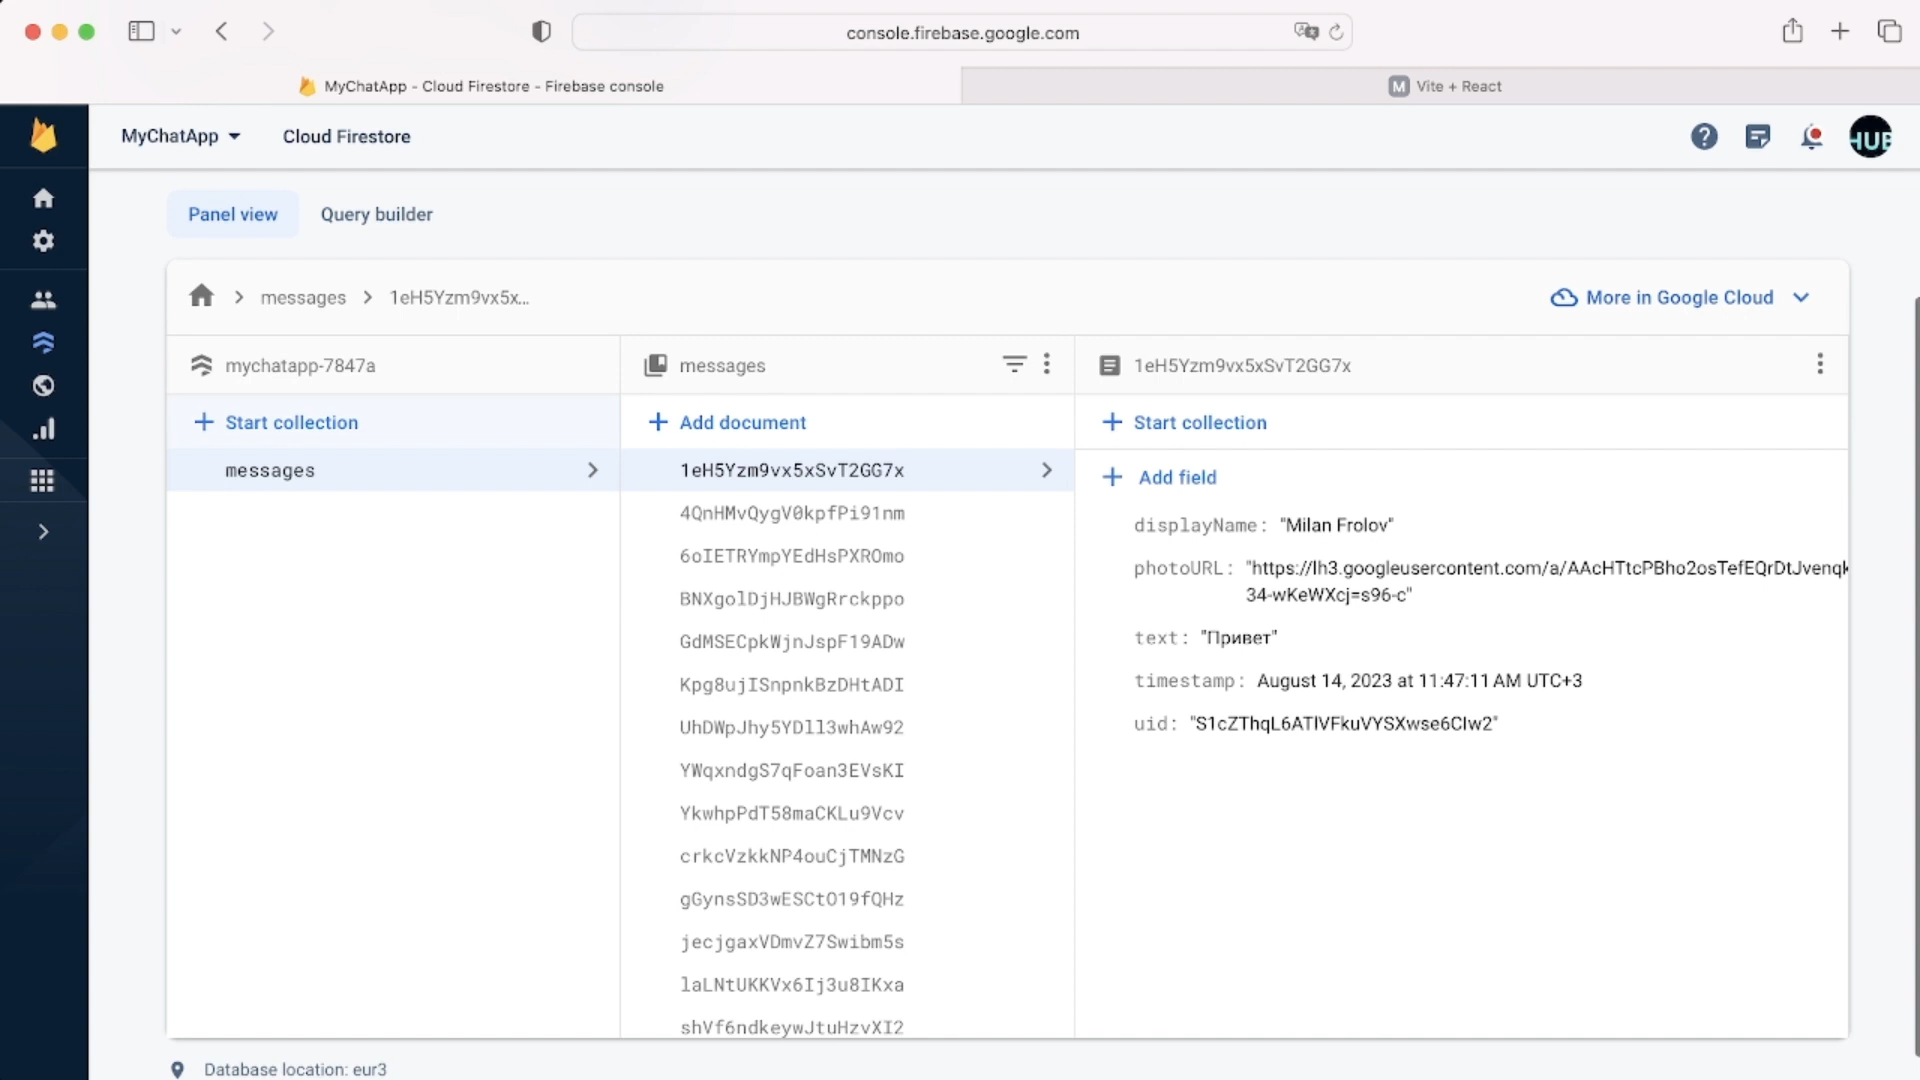 console.firebase.google.com
MyChatApp - Cloud Firestore - Firebase console
M Vite + React
MyChatApp
Cloud Firestore
HUB
Panel view
Query builder
messages
1eH5Yzm9vx5x...
More in Google Cloud
mychatapp-7847a
messages
1eH5Yzm9vx5xSvT2GG7x
Start collection
Add document
Start collection
messages
1eH5Yzm9vx5xSvT2GG7x
Add field
4QnHMvQygV0kpfPi91nm
displayName: "Milan Frolov"
6oIETRYmpYEdHsPXROmo
photoURL: "https://lh3.googleusercontent.com/a/AAcHTtcPBho2osTefEQrDtJvenqk
34-wKeWXcj=s96-c"
BNXgolDjHJBWgRrckppo
GdMSECpkWjnJspF19ADw
text: "Привет"
Kpg8ujISnpnkBzDHtADI
timestamp: August 14, 2023 at 11:47:11 AM UTC+3
UhDWpJhy5YDll3whAw92
uid: "S1cZThqL6ATlVFkuVYSXwse6CIw2"
YWqxndgS7qFoan3EVsKI
YkwhpPdT58maCKLu9Vcv
crkcVzkkNP4ouCjTMNzG
gGynsSD3wESCtO19fQHz
jecjgaxVDmvZ7Swibm5s
laLNtUKKVx6Ij3u8IKxa
shVf6ndkeywJtuHzvXI2
Database location: eur3